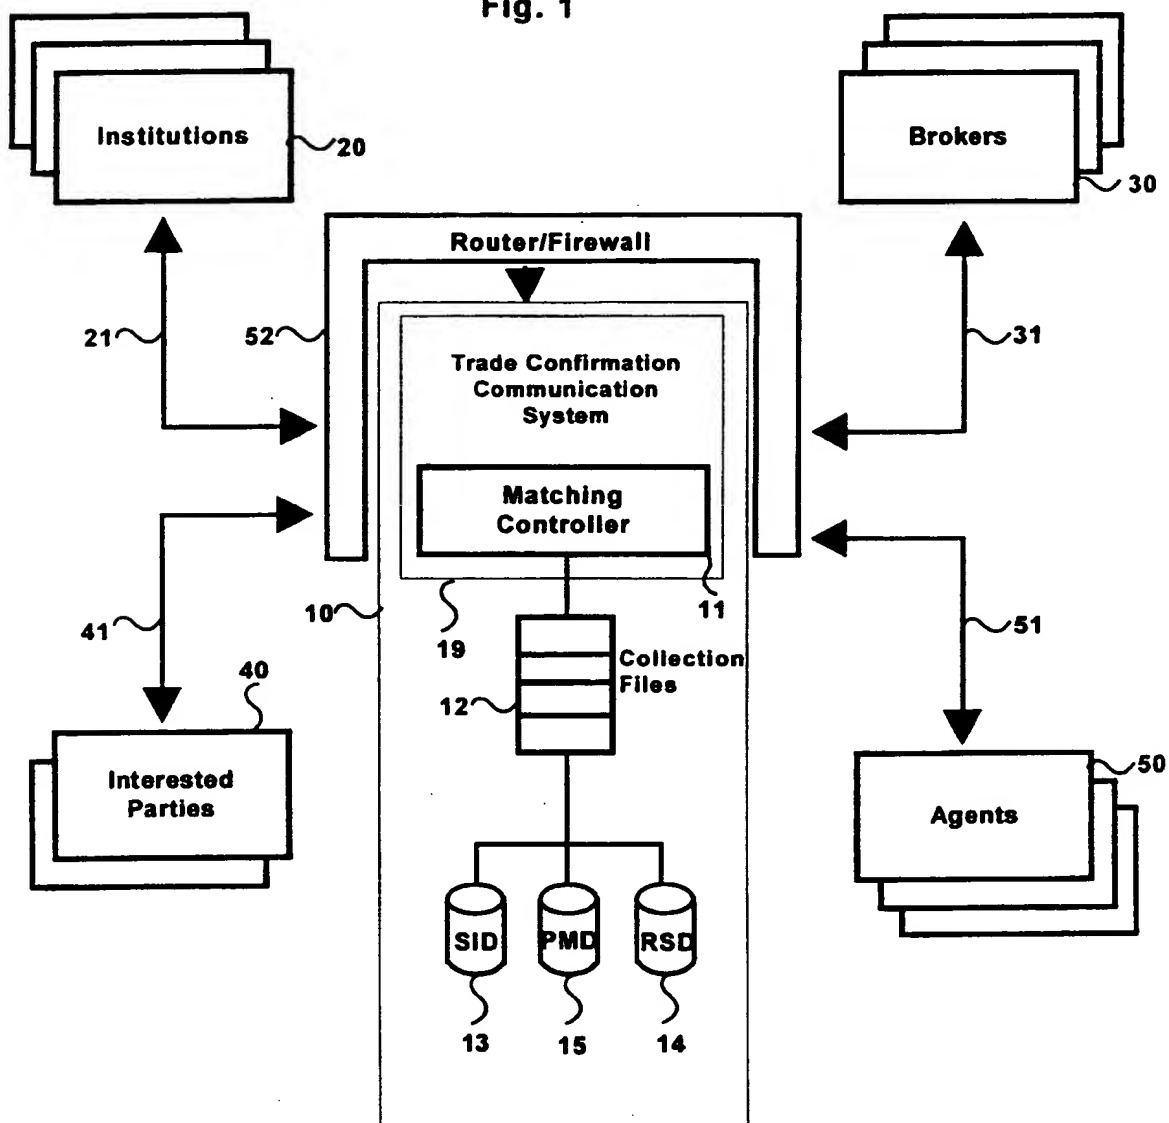 Fig. 1
Institutions
20
Brokers
30
Router/Firewall
21
52
31
Trade Confirmation
Communication
System
Matching
Controller
10
19
11
41
51
Collection
Files
12
40
Interested
Parties
50
Agents
SID
PMD
RSD
13
15
14